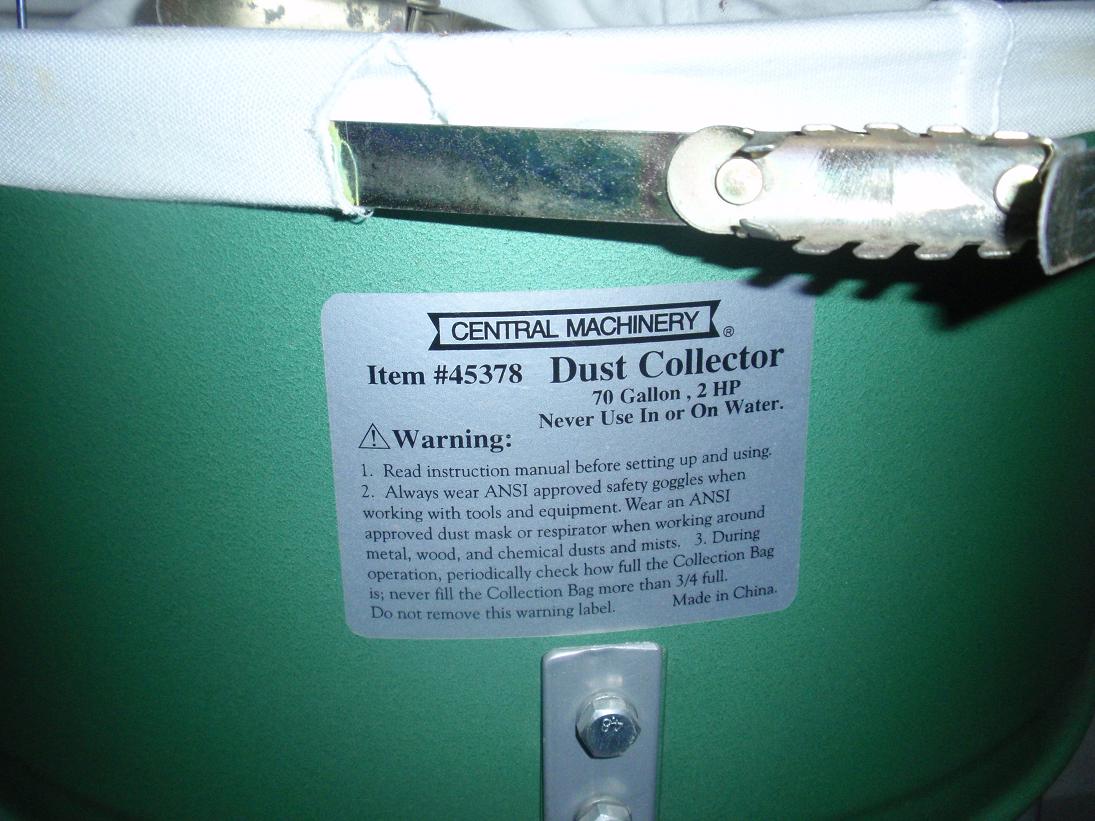 CENTRAL MACHINERY ®
Item #45378 Dust Collector
70 Gallon , 2 HP
Never Use In or On Water.
Warning:
1. Read instruction manual before setting up and using.
2. Always wear ANSI approved safety goggles when
working with tools and equipment. Wear an ANSI
approved dust mask or respirator when working around
metal, wood, and chemical dusts and mists. 3. During
operation, periodically check how full the Collection Bag
is; never fill the Collection Bag more than 3/4 full.
Do not remove this warning label. Made in China.